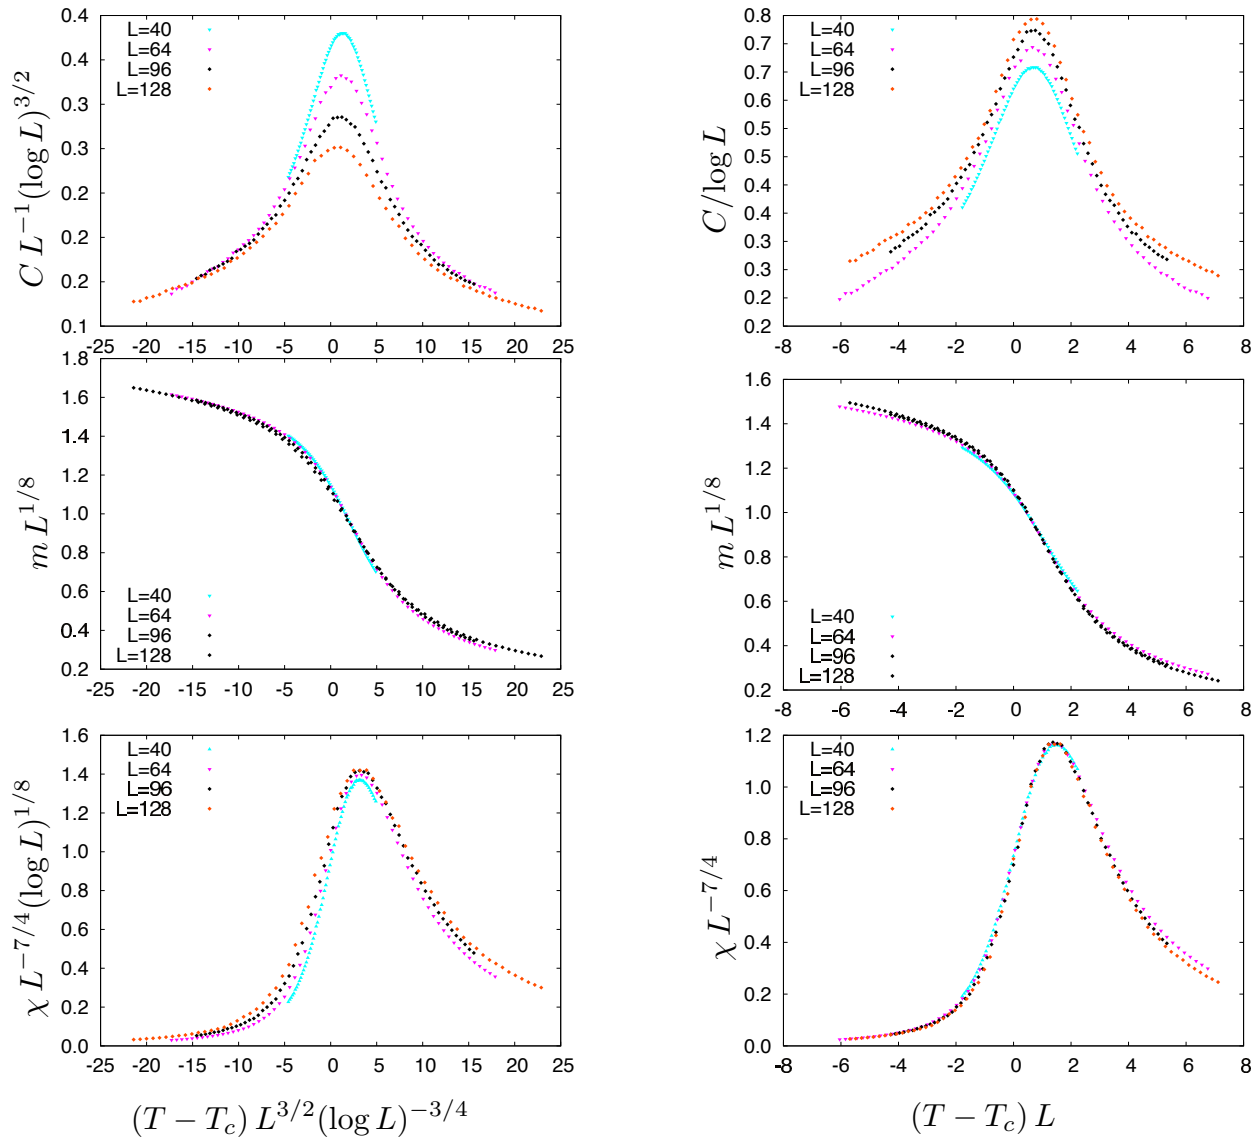 C L⁻¹(log L)^{3/2}
0.4
0.4
0.3
0.3
0.2
0.2
0.2
0.1
L=40
L=64
L=96
L=128
-25 -20 -15 -10 -5 0 5 10 15 20 25
C/log L
0.8
0.7
0.7
0.6
0.5
0.5
0.4
0.4
0.3
0.3
0.2
0.2
L=40
L=64
L=96
L=128
-8 -6 -4 -2 0 2 4 6 8
m L^{1/8}
1.8
1.6
1.4
1.2
1.0
0.8
0.6
0.4
0.2
L=40
L=64
L=96
L=128
-25 -20 -15 -10 -5 0 5 10 15 20 25
m L^{1/8}
1.6
1.4
1.2
1.0
0.8
0.6
0.4
0.2
L=40
L=64
L=96
L=128
-8 -6 -4 -2 0 2 4 6 8
χ L^{−7/4}(log L)^{1/8}
1.6
1.4
1.2
1.0
0.8
0.6
0.4
0.2
0.0
L=40
L=64
L=96
L=128
-25 -20 -15 -10 -5 0 5 10 15 20 25
(T − T_c) L^{3/2}(log L)^{−3/4}
χ L^{−7/4}
1.2
1.0
0.8
0.6
0.4
0.2
0.0
L=40
L=64
L=96
L=128
-8 -6 -4 -2 0 2 4 6 8
(T − T_c) L